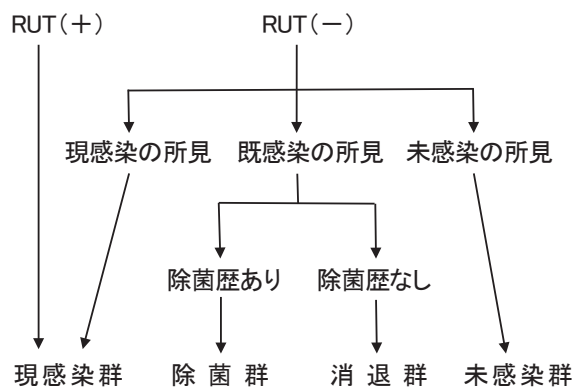 RUT(＋) RUT(－)
現感染の所見 既感染の所見 未感染の所見
除菌歴あり 除菌歴なし
現感染群 除菌群 消退群 未感染群